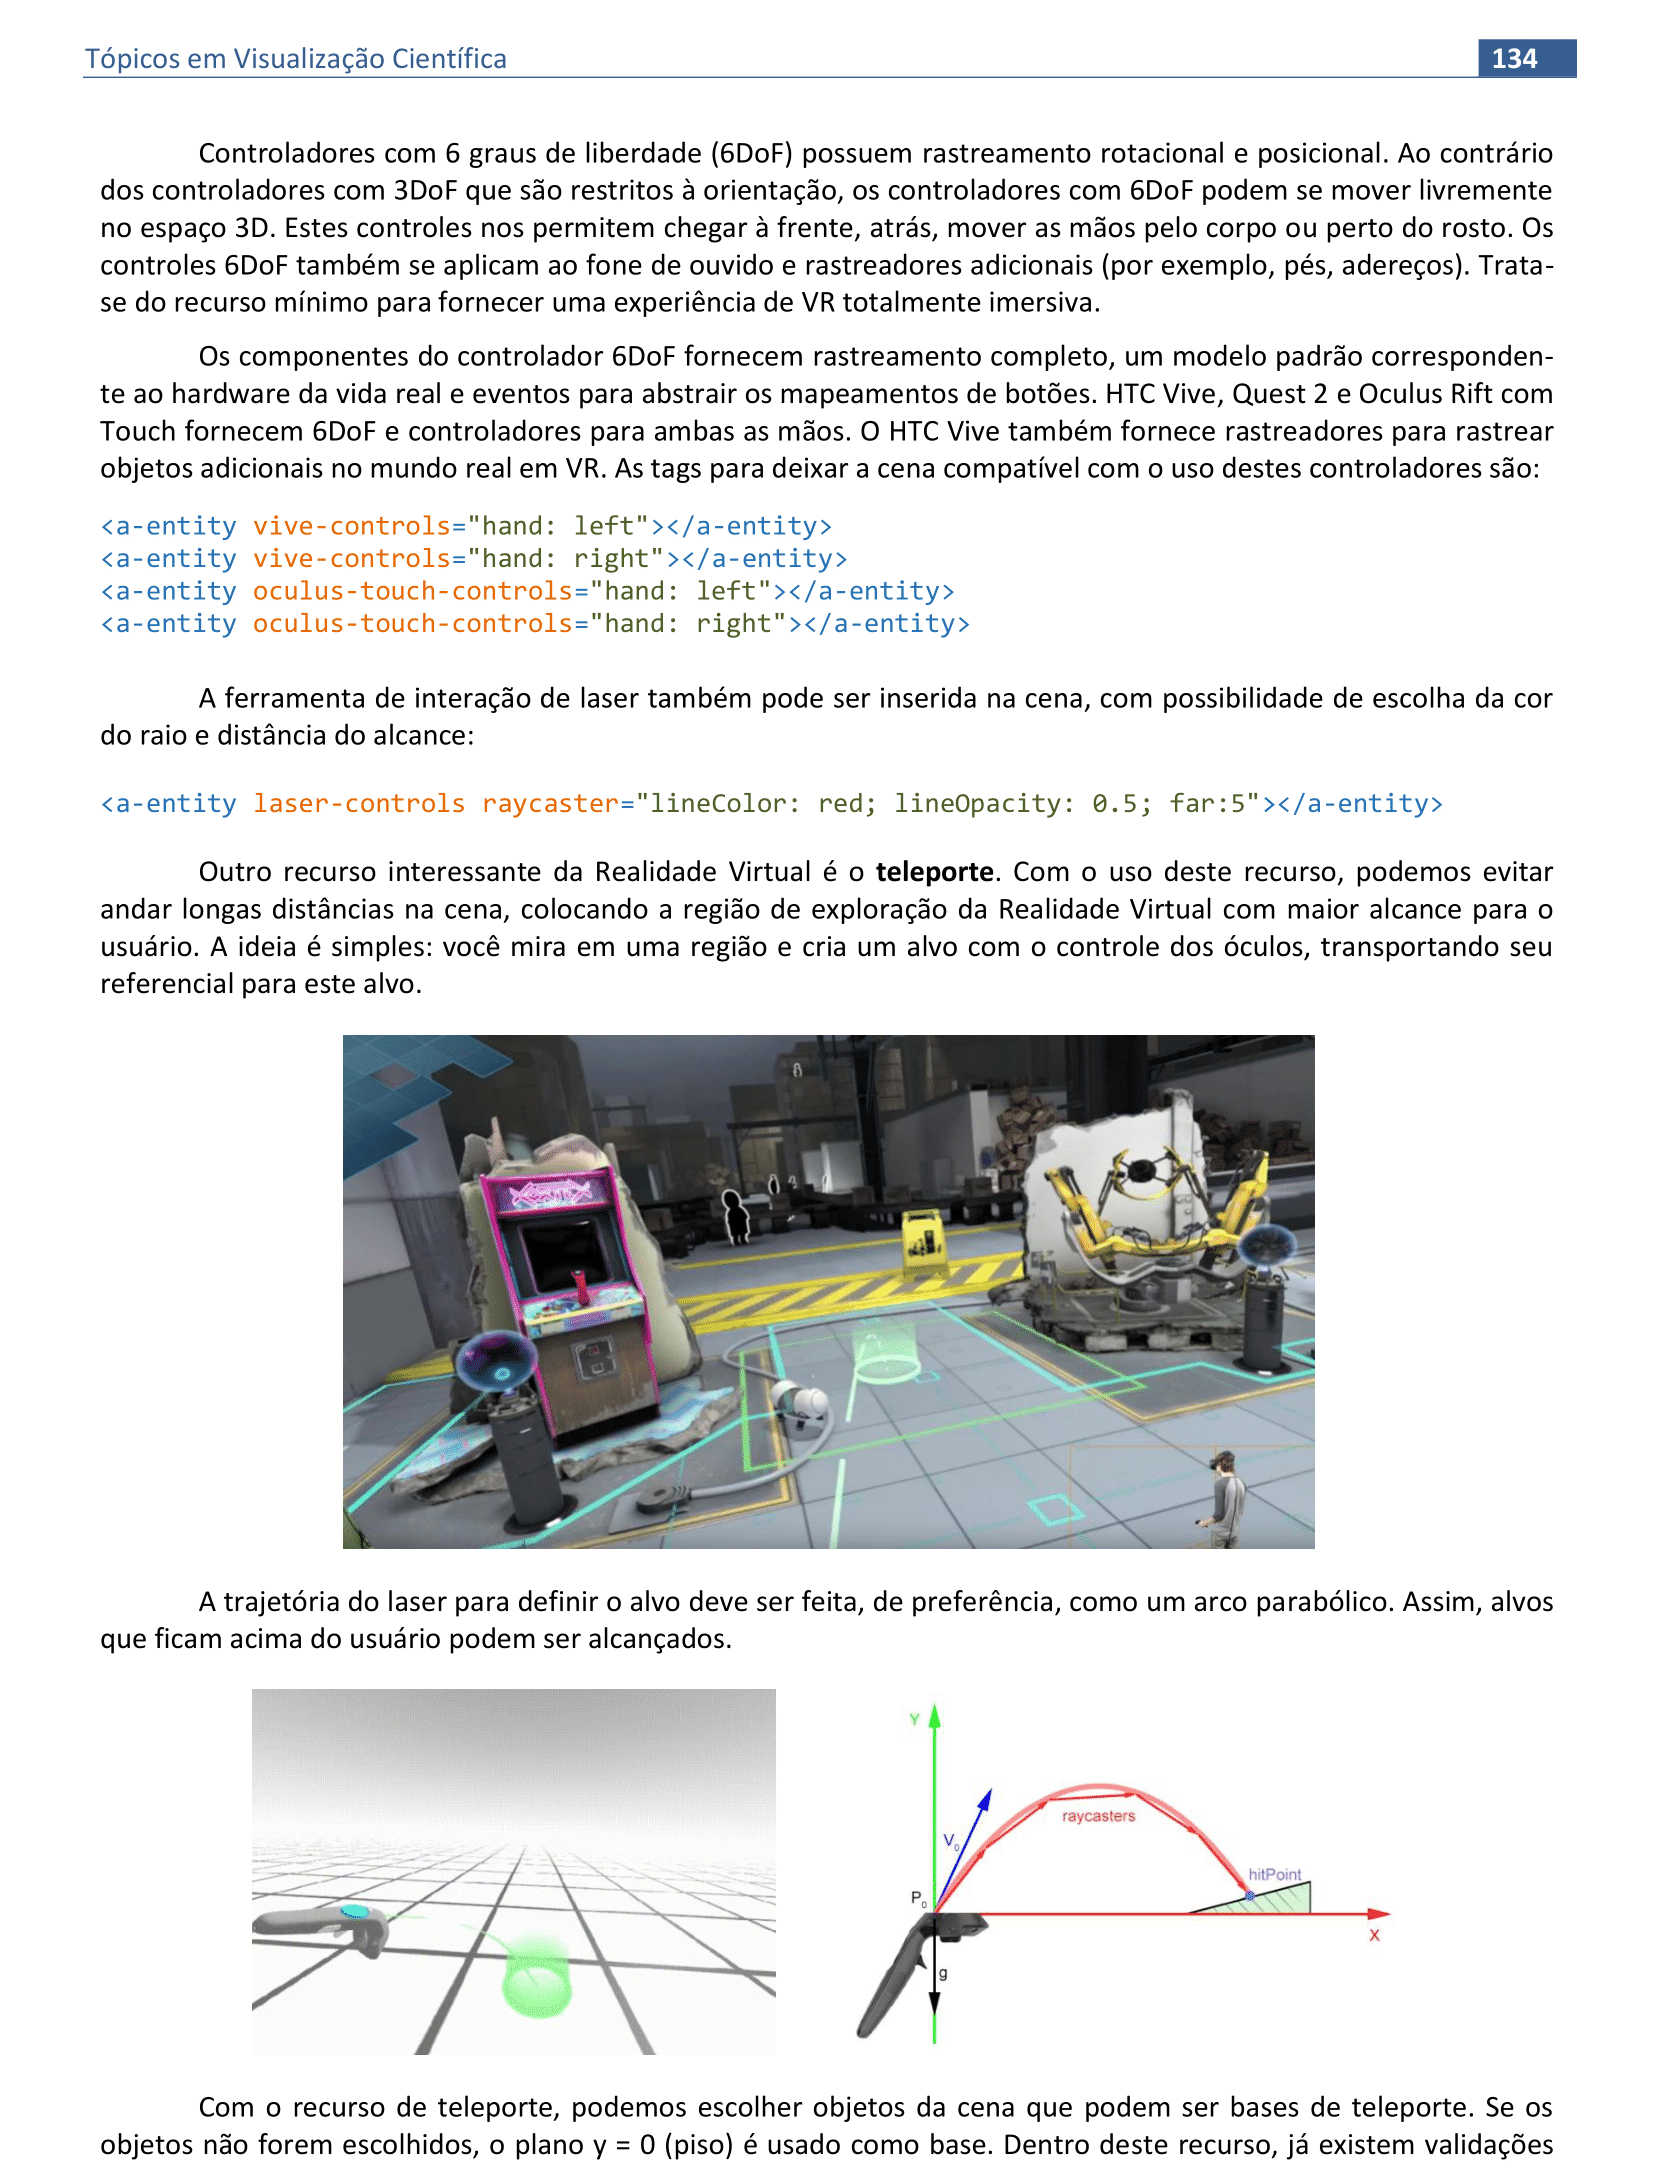 Tópicos em Visualização Científica
134
Controladores com 6 graus de liberdade (6DoF) possuem rastreamento rotacional e posicional. Ao contrário
dos controladores com 3DoF que são restritos à orientação, os controladores com 6DoF podem se mover livremente
no espaço 3D. Estes controles nos permitem chegar à frente, atrás, mover as mãos pelo corpo ou perto do rosto. Os
controles 6DoF também se aplicam ao fone de ouvido e rastreadores adicionais (por exemplo, pés, adereços). Trata-
se do recurso mínimo para fornecer uma experiência de VR totalmente imersiva.
Os componentes do controlador 6DoF fornecem rastreamento completo, um modelo padrão corresponden-
te ao hardware da vida real e eventos para abstrair os mapeamentos de botões. HTC Vive, Quest 2 e Oculus Rift com
Touch fornecem 6DoF e controladores para ambas as mãos. O HTC Vive também fornece rastreadores para rastrear
objetos adicionais no mundo real em VR. As tags para deixar a cena compatível com o uso destes controladores são:
<a-entity vive-controls="hand: left"></a-entity>
<a-entity vive-controls="hand: right"></a-entity>
<a-entity oculus-touch-controls="hand: left"></a-entity>
<a-entity oculus-touch-controls="hand: right"></a-entity>
A ferramenta de interação de laser também pode ser inserida na cena, com possibilidade de escolha da cor
do raio e distância do alcance:
<a-entity laser-controls raycaster="lineColor: red; lineOpacity: 0.5; far:5"></a-entity>
Outro recurso interessante da Realidade Virtual é o teleporte. Com o uso deste recurso, podemos evitar
andar longas distâncias na cena, colocando a região de exploração da Realidade Virtual com maior alcance para o
usuário. A ideia é simples: você mira em uma região e cria um alvo com o controle dos óculos, transportando seu
referencial para este alvo.
A trajetória do laser para definir o alvo deve ser feita, de preferência, como um arco parabólico. Assim, alvos
que ficam acima do usuário podem ser alcançados.
Y
raycasters
V0
hitPoint
P0
X
g
Com o recurso de teleporte, podemos escolher objetos da cena que podem ser bases de teleporte. Se os
objetos não forem escolhidos, o plano y = 0 (piso) é usado como base. Dentro deste recurso, já existem validações